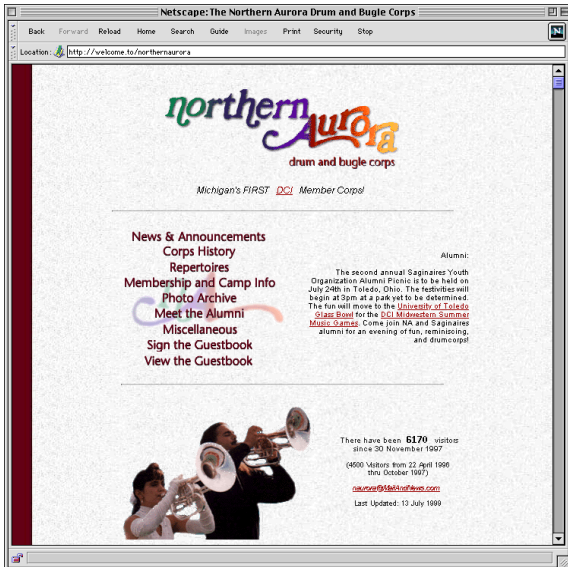 Netscape: The Northern Aurora Drum and Bugle Corps
Back Forward Reload Home Search Guide Images Print Security Stop
N
Location: http://welcome.to/northernaurora
northern
Aurora
drum and bugle corps
Michigan's FIRST DCI Member Corps!
News & Announcements
Corps History
Repertoires
Membership and Camp Info
Photo Archive
Meet the Alumni
Miscellaneous
Sign the Guestbook
View the Guestbook
Alumni:
The second annual Saginaires Youth
Organization Alumni Picnic is to be held on
July 24th in Toledo, Ohio. The festivities will
begin at 3pm at a park yet to be determined.
The fun will move to the University of Toledo
Glass Bowl for the DCI Midwestern Summer
Music Games. Come join NA and Saginaires
alumni for an evening of fun, reminiscing,
and drumcorps!
There have been 6170 visitors
since 30 November 1997
(4500 Visitors from 22 April 1996
thru October 1997)
naurora@MailAndNews.com
Last Updated: 13 July 1999